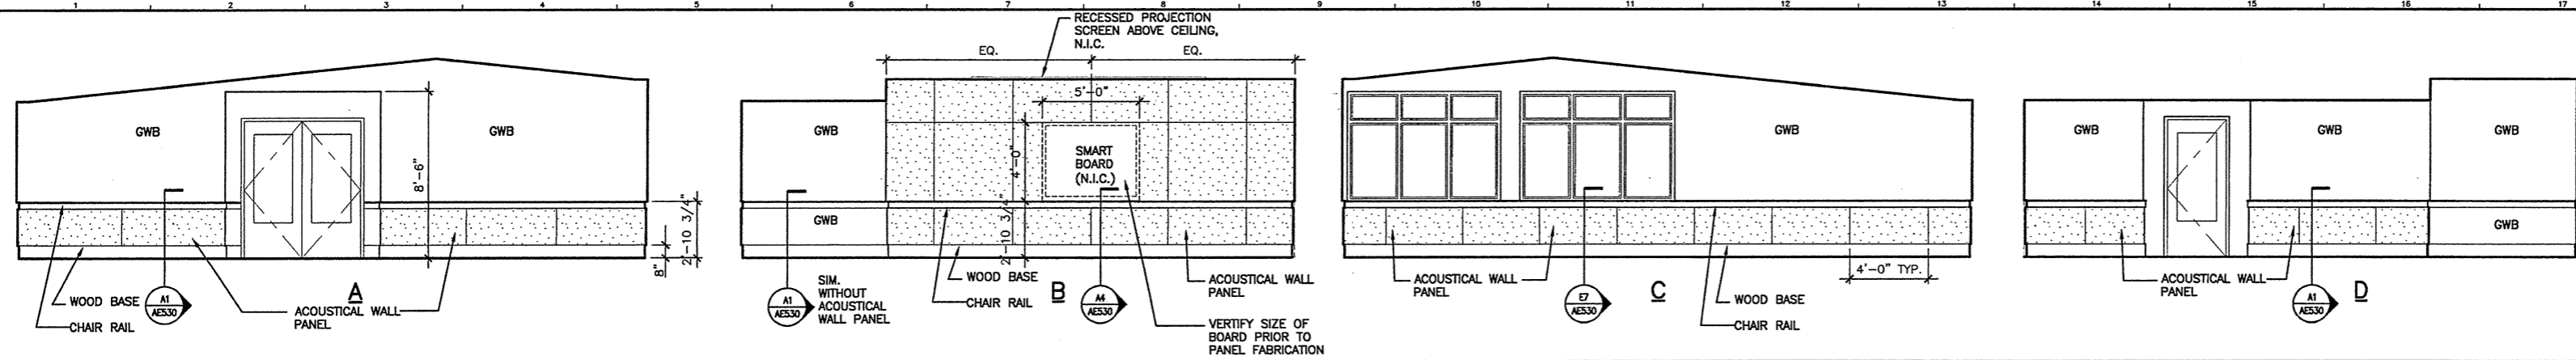 1 2 3 4 5 6 7 8 9 10 11 12 13 14 15 16 17
GWB
GWB
8'-6"
2'-10 3/4"
8"
WOOD BASE
CHAIR RAIL
A1
AE530
ACOUSTICAL WALL
PANEL
A
RECESSED PROJECTION
SCREEN ABOVE CEILING,
N.I.C.
EQ.
EQ.
5'-0"
GWB
4'-0"
SMART
BOARD
(N.I.C.)
GWB
2'-10 3/4"
A1
AE530
SIM.
WITHOUT
ACOUSTICAL
WALL PANEL
WOOD BASE
CHAIR RAIL
B
A4
AE530
ACOUSTICAL WALL
PANEL
VERTIFY SIZE OF
BOARD PRIOR TO
PANEL FABRICATION
GWB
ACOUSTICAL WALL
PANEL
E7
AE530
C
4'-0" TYP.
WOOD BASE
CHAIR RAIL
GWB
GWB
GWB
GWB
ACOUSTICAL WALL
PANEL
A1
AE530
D